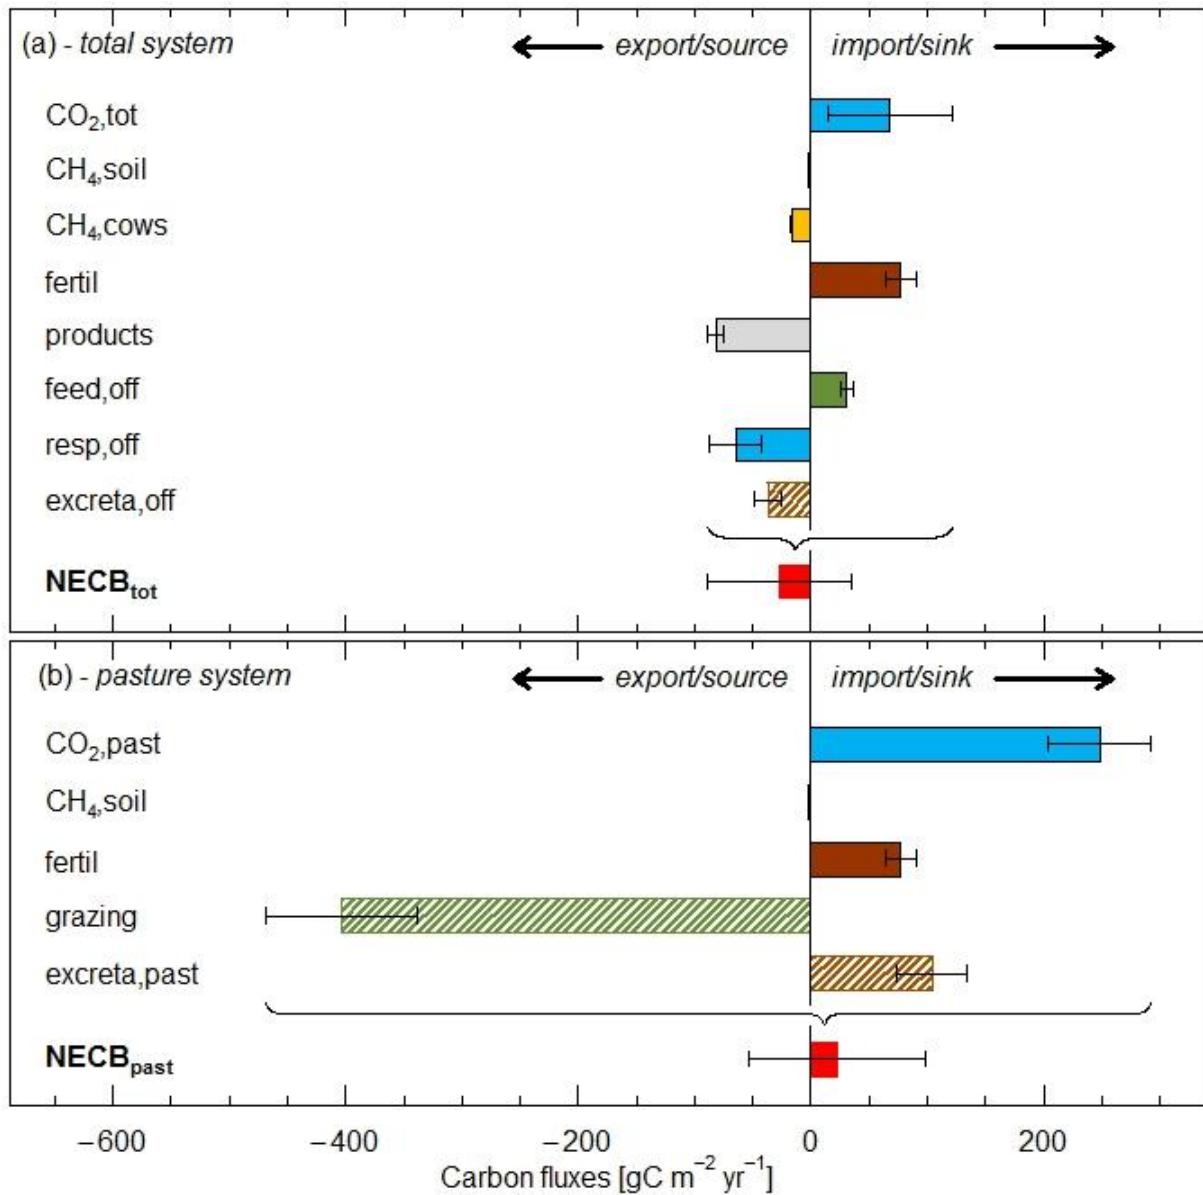 (a) - total system
export/source
import/sink
CO₂,tot
CH₄,soil
CH₄,cows
fertil
products
feed,off
resp,off
excreta,off
NECBtot
(b) - pasture system
export/source
import/sink
CO₂,past
CH₄,soil
fertil
grazing
excreta,past
NECBpast
−600 −400 −200 0 200
Carbon fluxes [gC m⁻² yr⁻¹]